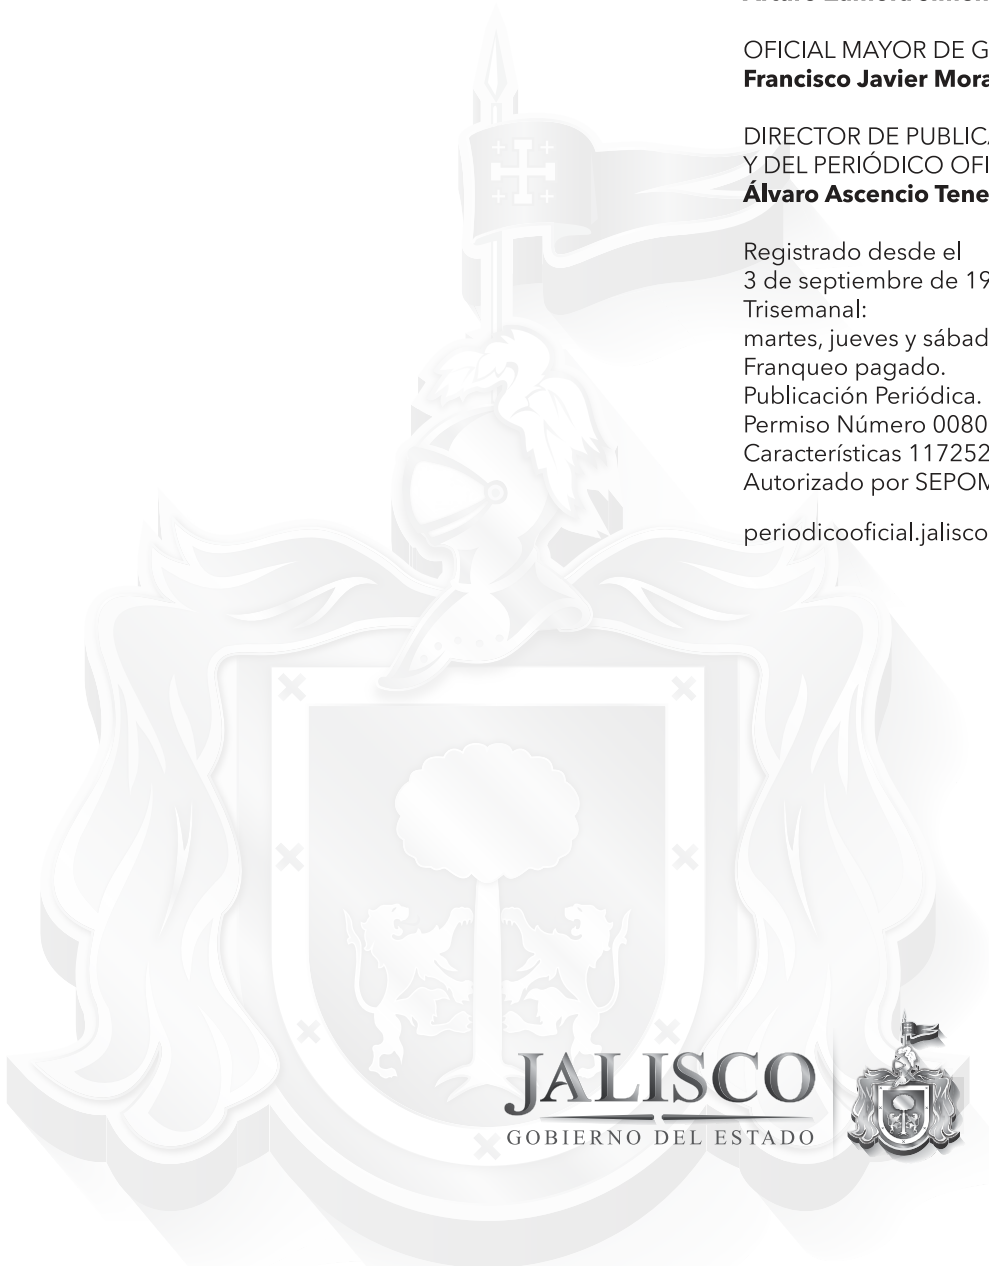 OFICIAL MAYOR DE G
Francisco Javier Mora
DIRECTOR DE PUBLICA
Y DEL PERIÓDICO OFI
Álvaro Ascencio Tene
Registrado desde el
3 de septiembre de 19
Trisemanal:
martes, jueves y sábad
Franqueo pagado.
Publicación Periódica.
Permiso Número 0080
Características 117252
Autorizado por SEPOM
periodicooficial.jalisco
JALISCO
GOBIERNO DEL ESTADO